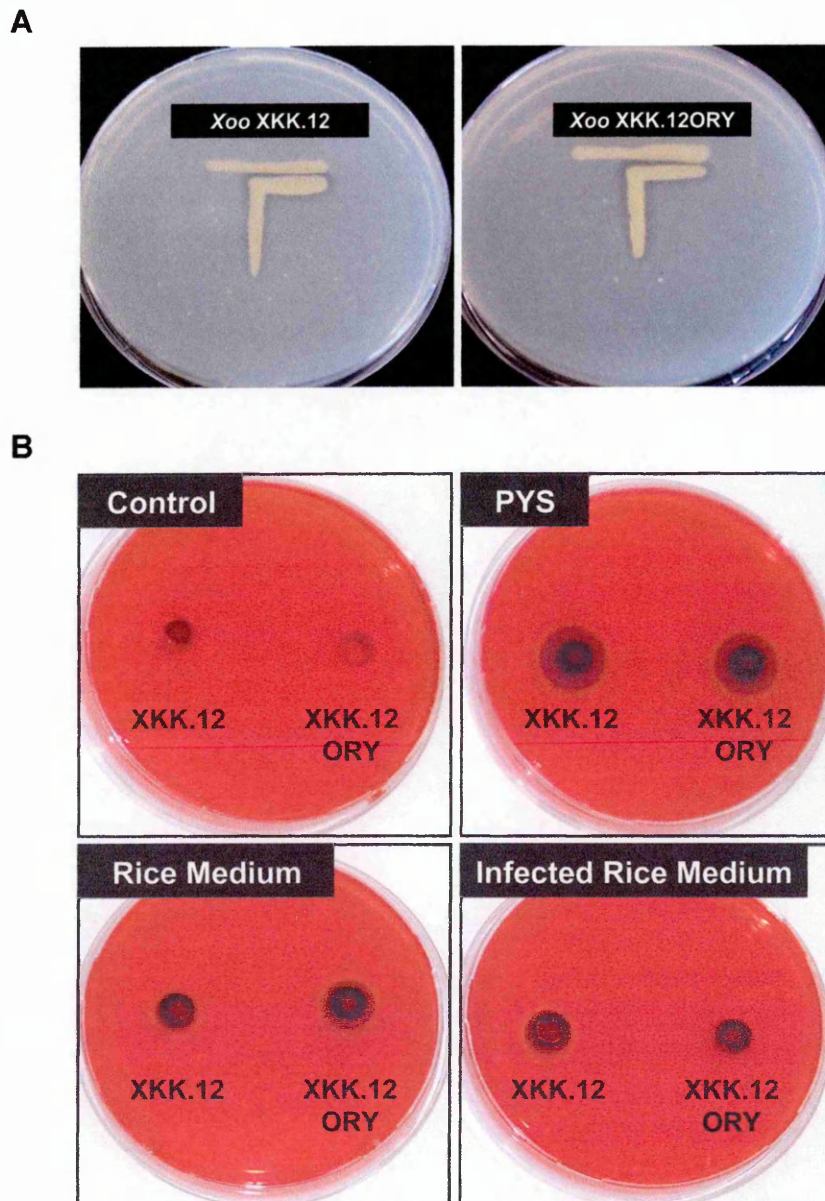 A
Xoo XKK.12
Xoo XKK.12ORY
B
Control
XKK.12
XKK.12
ORY
PYS
XKK.12
XKK.12
ORY
Rice Medium
XKK.12
XKK.12
ORY
Infected Rice Medium
XKK.12
XKK.12
ORY